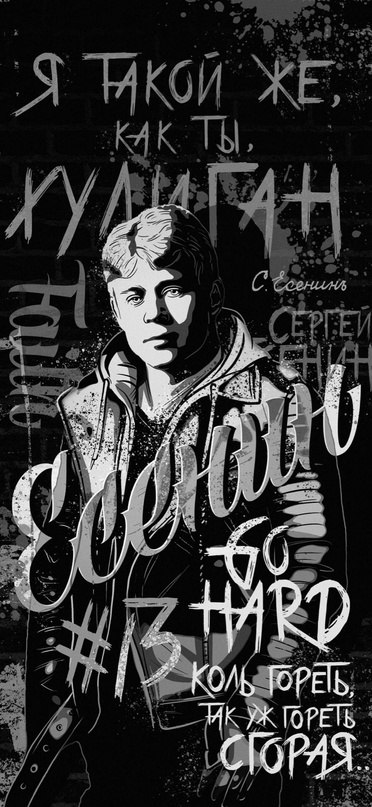 Я ТАКОЙ ЖЕ,
КАК ТЫ,
ХУЛИГАН
С. Есенинъ
СЕРГЕЙ
ЕСЕНИН
Есенин
GO
HARD
#13
КОЛЬ ГОРЕТЬ,
ТАК УЖ ГОРЕТЬ
СГОРАЯ..